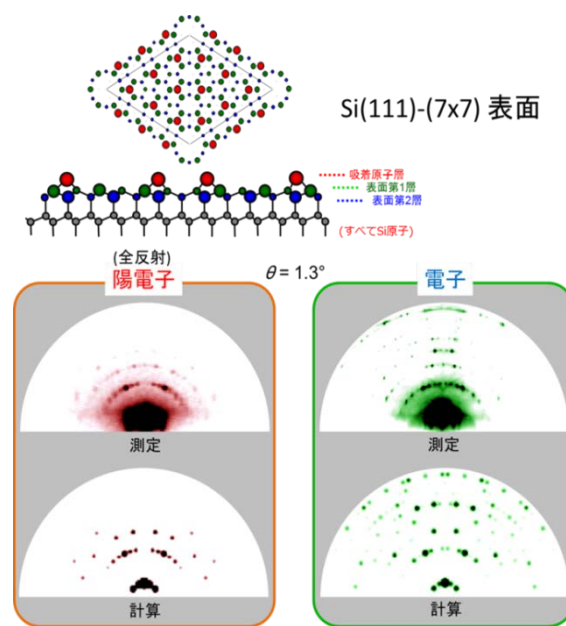 Si(111)-(7x7) 表面
吸着原子層
表面第1層
表面第2層
(すべてSi原子)
(全反射)
陽電子
θ = 1.3°
電子
測定
測定
計算
計算